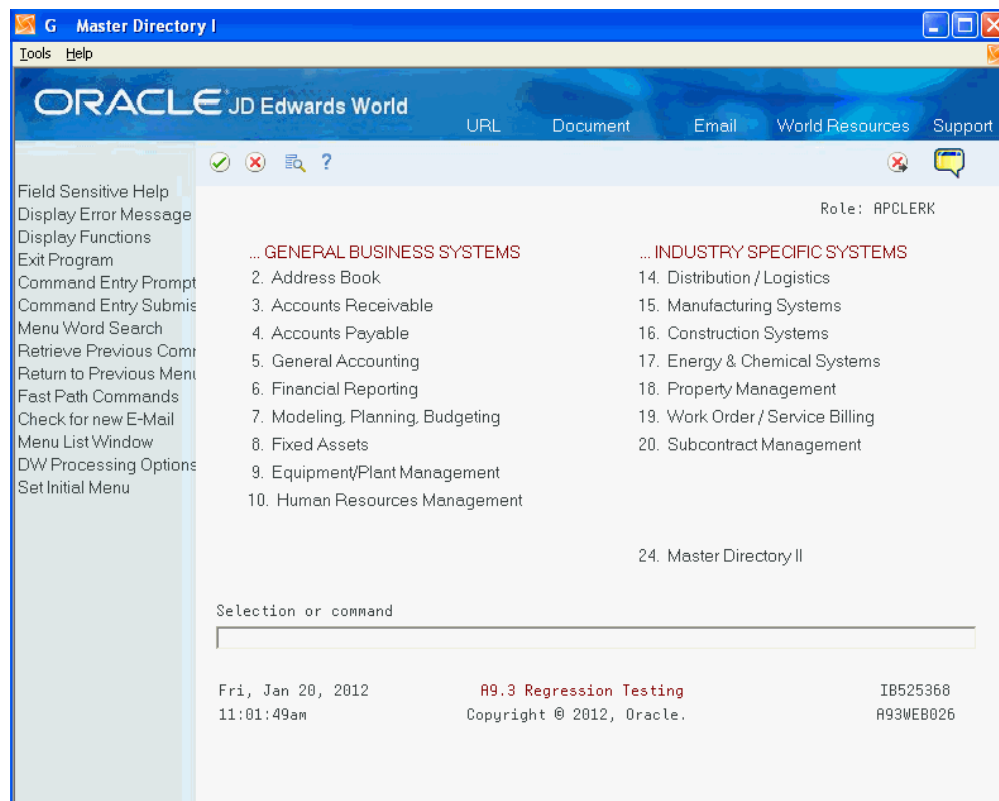 G Master Directory I
Tools Help
ORACLE JD Edwards World
URL Document Email World Resources Support
?
Role: APCLERK
Field Sensitive Help
Display Error Message
Display Functions
Exit Program
Command Entry Prompt
Command Entry Submis
Menu Word Search
Retrieve Previous Com
Return to Previous Menu
Fast Path Commands
Check for new E-Mail
Menu List Window
DW Processing Options
Set Initial Menu
... GENERAL BUSINESS SYSTEMS
2. Address Book
3. Accounts Receivable
4. Accounts Payable
5. General Accounting
6. Financial Reporting
7. Modeling, Planning, Budgeting
8. Fixed Assets
9. Equipment/Plant Management
10. Human Resources Management
... INDUSTRY SPECIFIC SYSTEMS
14. Distribution / Logistics
15. Manufacturing Systems
16. Construction Systems
17. Energy & Chemical Systems
18. Property Management
19. Work Order / Service Billing
20. Subcontract Management
24. Master Directory II
Selection or command
Fri, Jan 20, 2012 A9.3 Regression Testing IB525368
11:01:49am Copyright © 2012, Oracle. A93WEB026